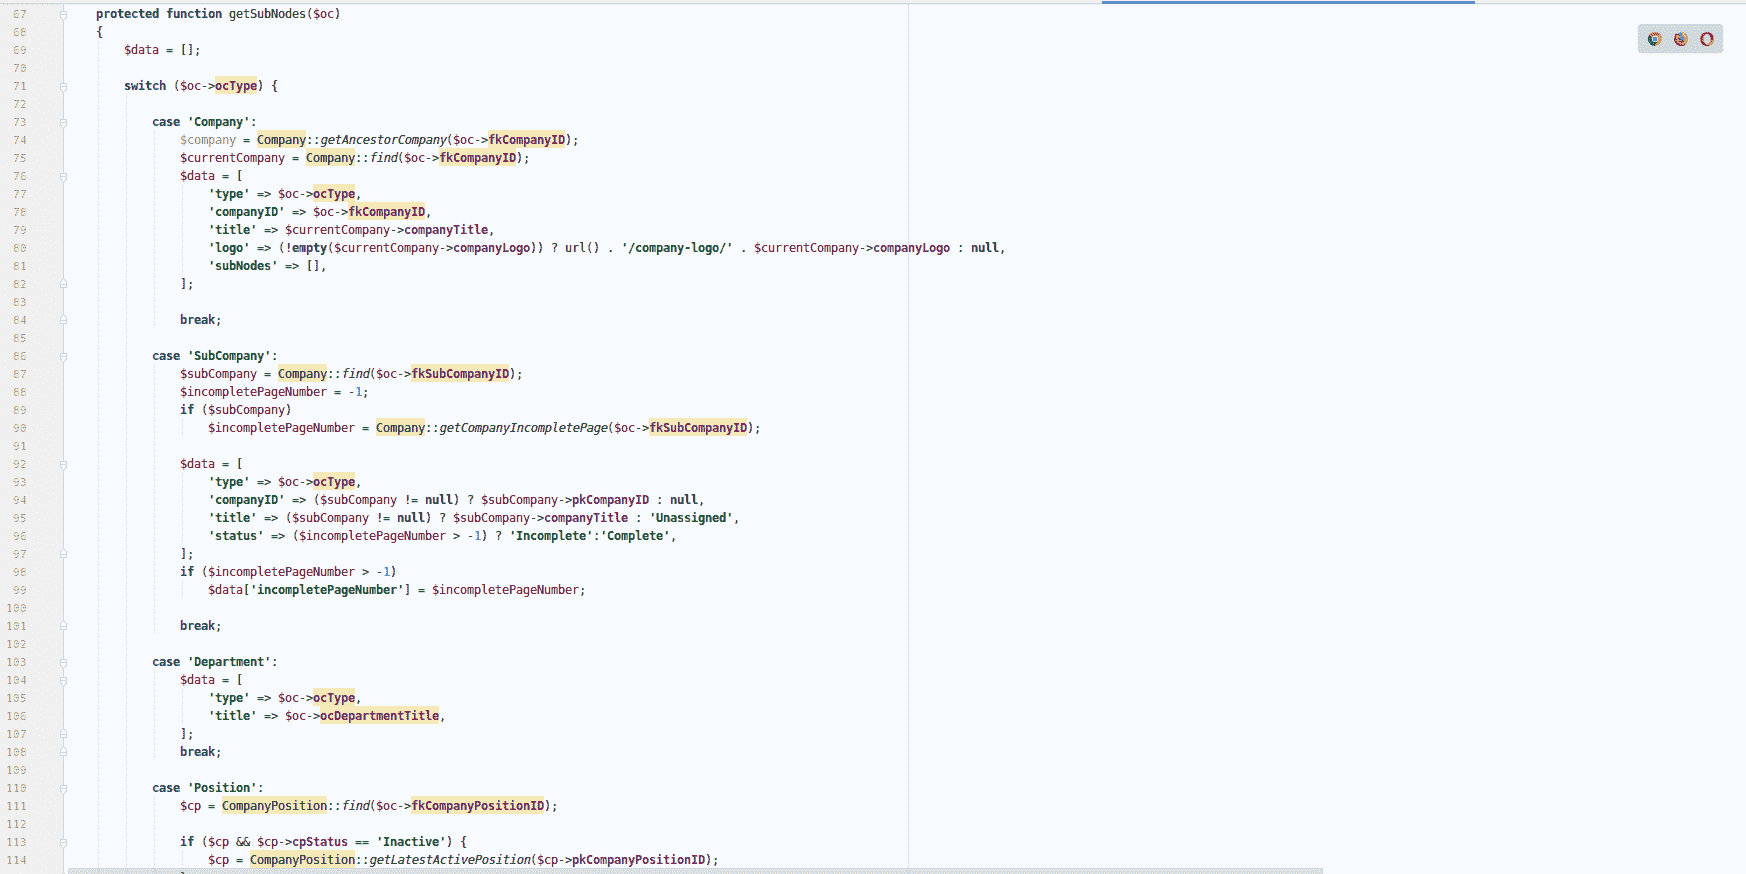 67 protected function getSubNodes($oc)
68 {
69 $data = [];
70
71 switch ($oc->ocType) {
72
73 case 'Company':
74 $company = Company::getAncestorCompany($oc->fkCompanyID);
75 $currentCompany = Company::find($oc->fkCompanyID);
76 $data = [
77 'type' => $oc->ocType,
78 'companyID' => $oc->fkCompanyID,
79 'title' => $currentCompany->companyTitle,
80 'logo' => (!empty($currentCompany->companyLogo)) ? url() . '/company-logo/' . $currentCompany->companyLogo : null,
81 'subNodes' => [],
82 ];
83
84 break;
85
86 case 'SubCompany':
87 $subCompany = Company::find($oc->fkSubCompanyID);
88 $incompletePageNumber = -1;
89 if ($subCompany)
90 $incompletePageNumber = Company::getCompanyIncompletePage($oc->fkSubCompanyID);
91
92 $data = [
93 'type' => $oc->ocType,
94 'companyID' => ($subCompany != null) ? $subCompany->pkCompanyID : null,
95 'title' => ($subCompany != null) ? $subCompany->companyTitle : 'Unassigned',
96 'status' => ($incompletePageNumber > -1) ? 'Incomplete':'Complete',
97 ];
98 if ($incompletePageNumber > -1)
99 $data['incompletePageNumber'] = $incompletePageNumber;
100
101 break;
102
103 case 'Department':
104 $data = [
105 'type' => $oc->ocType,
106 'title' => $oc->ocDepartmentTitle,
107 ];
108 break;
109
110 case 'Position':
111 $cp = CompanyPosition::find($oc->fkCompanyPositionID);
112
113 if ($cp && $cp->cpStatus == 'Inactive') {
114 $cp = CompanyPosition::getLatestActivePosition($cp->pkCompanyPositionID);